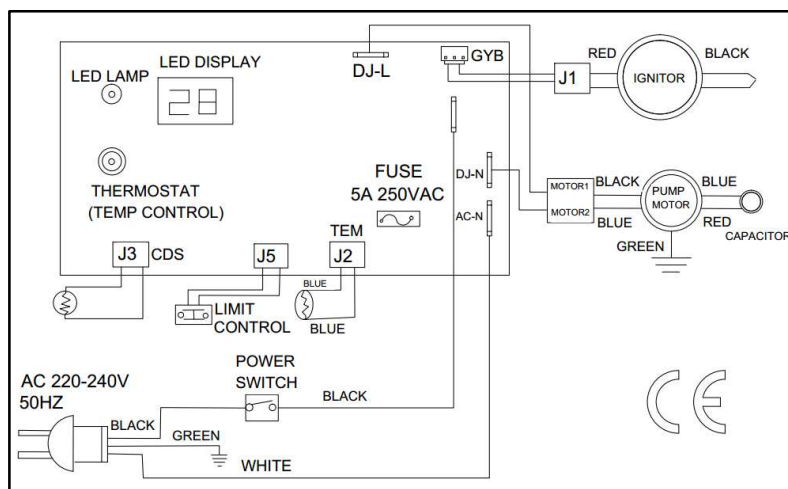 LED DISPLAY
LED LAMP
28
DJ-L
GYB
J1
RED
BLACK
IGNITOR
THERMOSTAT
(TEMP CONTROL)
FUSE
5A 250VAC
DJ-N
AC-N
MOTOR1
MOTOR2
BLACK
BLUE
PUMP
MOTOR
BLUE
RED
CAPACITOR
GREEN
J3
CDS
J5
TEM
J2
BLUE
BLUE
LIMIT
CONTROL
POWER
SWITCH
BLACK
AC 220-240V
50HZ
BLACK
GREEN
WHITE
CE